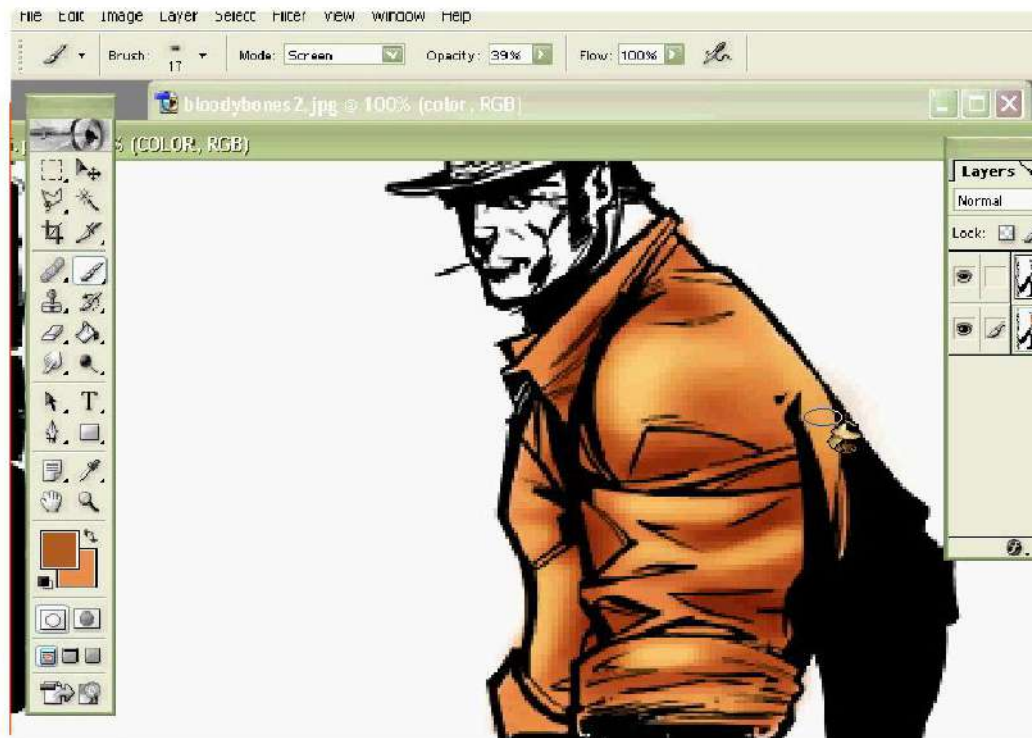 File Edit Image Layer Select Filter View Window Help
Brush: 17 Mode: Screen Opacity: 39% Flow: 100%
bloodybones2.jpg @ 100% (color, RGB)
% (COLOR, RGB)
Layers
Normal
Lock:
T